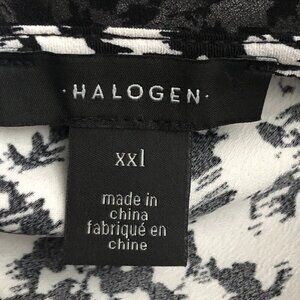 ·HALOGEN·
xxl
made in
china
fabriqué en
chine